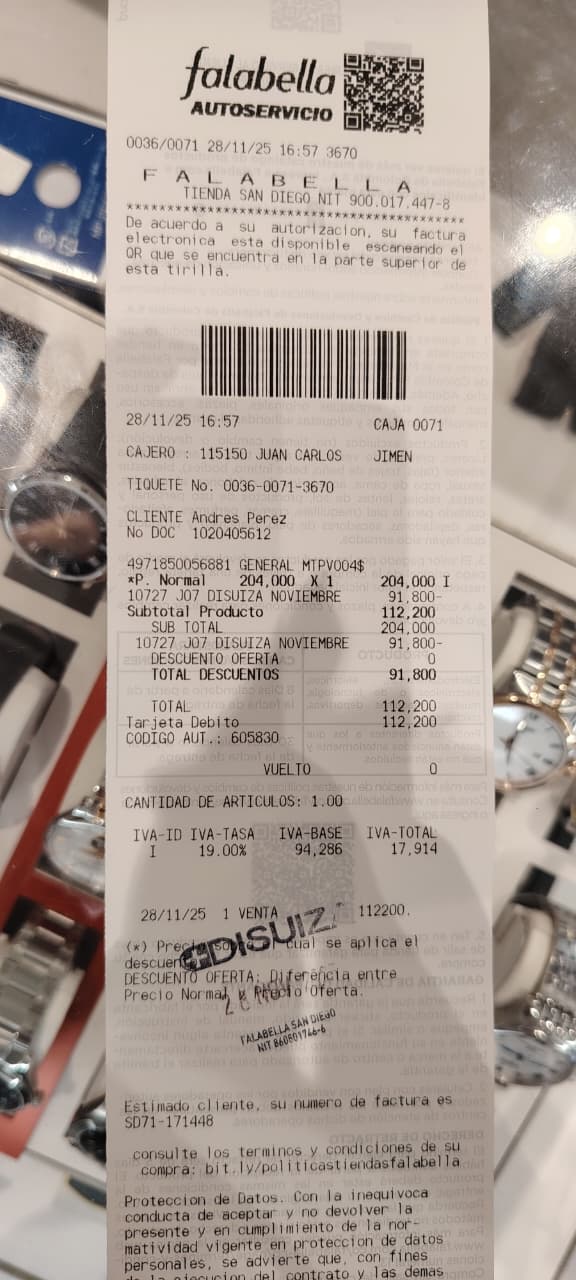 falabella
AUTOSERVICIO
0036/0071 28/11/25 16:57 3670
F A L A B E L L A
TIENDA SAN DIEGO NIT 900.017.447-8
******************************************
De acuerdo a su autorizacion, su factura
electronica esta disponible escaneando el
QR que se encuentra en la parte superior de
esta tirilla.
28/11/25 16:57 CAJA 0071
CAJERO : 115150 JUAN CARLOS JIMEN
TIQUETE No. 0036-0071-3670
CLIENTE Andres Perez
No DOC 1020405612
4971850056881 GENERAL MTPV004$
*P. Normal 204,000 X 1 204,000 I
10727 J07 DISUIZA NOVIEMBRE 91,800-
Subtotal Producto 112,200
SUB TOTAL 204,000
10727 J07 DISUIZA NOVIEMBRE 91,800-
DESCUENTO OFERTA 0
TOTAL DESCUENTOS 91,800
TOTAL 112,200
Tarjeta Debito 112,200
CODIGO AUT.: 605830
VUELTO 0
CANTIDAD DE ARTICULOS: 1.00
IVA-ID IVA-TASA IVA-BASE IVA-TOTAL
I 19.00% 94,286 17,914
28/11/25 1 VENTA 112200.
DISUIZA
(*) Precio sobre cual se aplica el
descuento
DESCUENTO OFERTA: Diferencia entre
Precio Normal y Precio Oferta.
FALABELLA SAN DIEGO
NIT 860801746-6
Estimado cliente, su numero de factura es
SD71-171448
consulte los terminos y condiciones de su
compra: bit.ly/politicastiendasfalabella
Proteccion de Datos. Con la inequivoca
conducta de aceptar y no devolver la
presente y en cumplimiento de la nor-
matividad vigente en proteccion de datos
personales, se advierte que, con fines
de la ejecucion del contrato y las demas